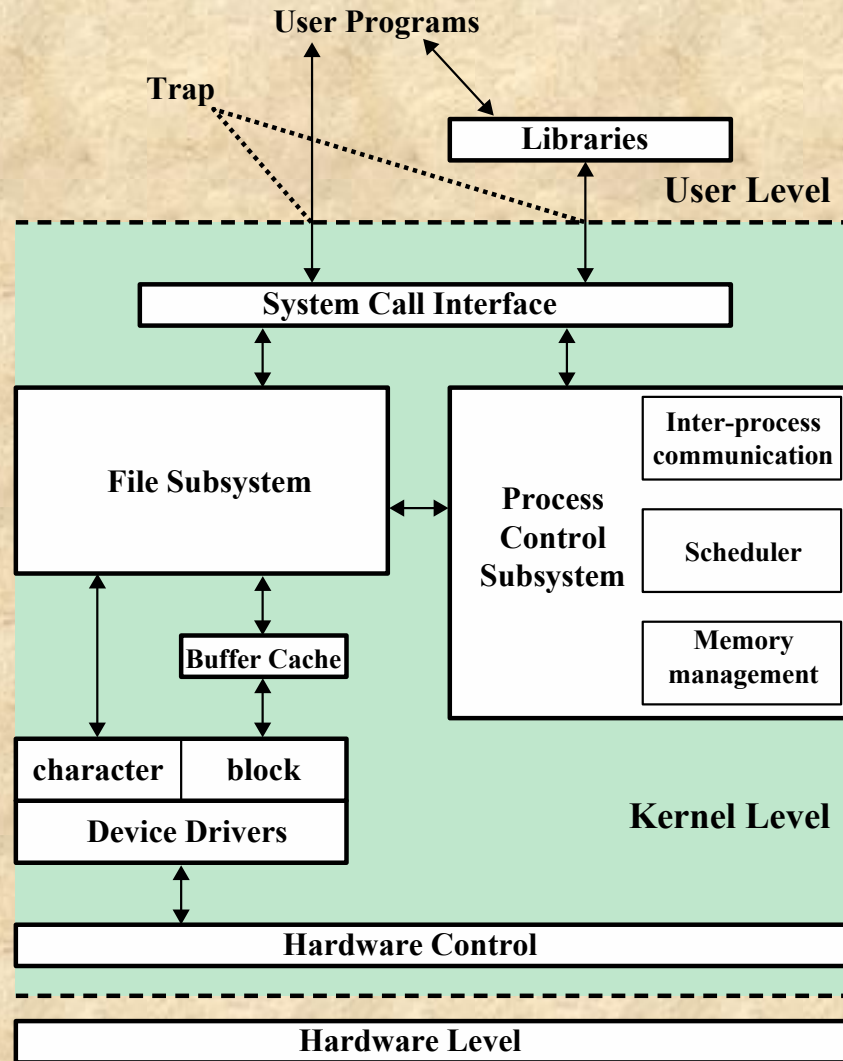 User Programs
Trap
Libraries
User Level
System Call Interface
File Subsystem
Inter-process
communication
Process
Control
Subsystem
Scheduler
Memory
management
Buffer Cache
character
block
Device Drivers
Kernel Level
Hardware Control
Hardware Level